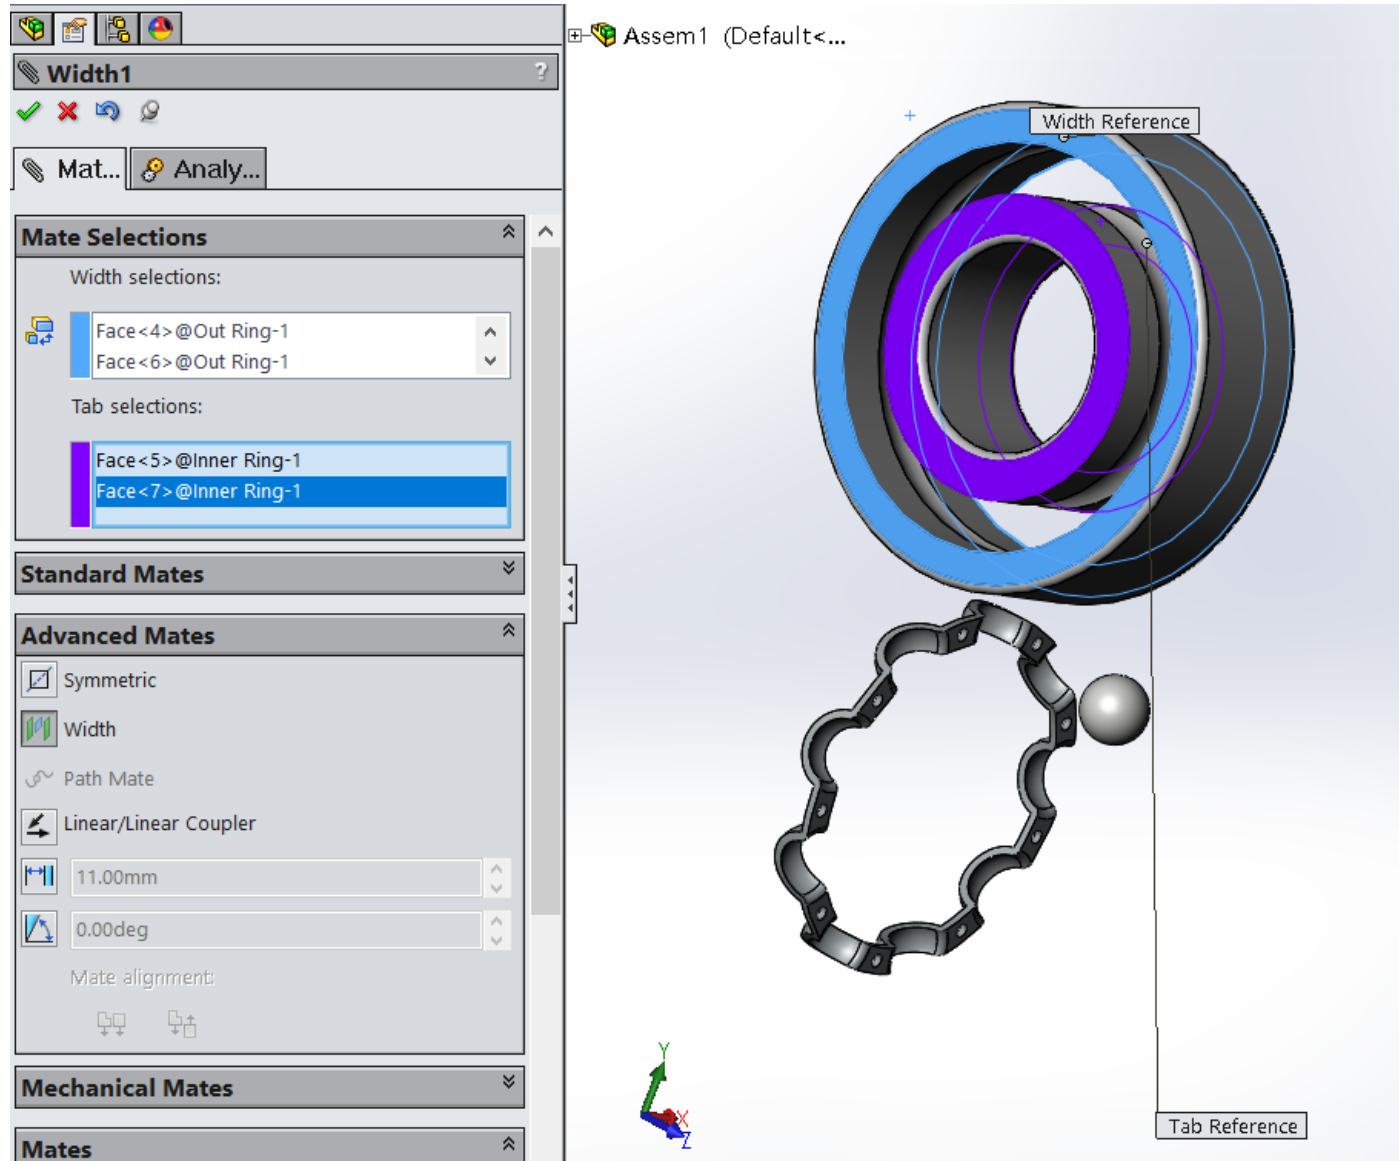 Assem1 (Default<...
Width1
?
Mat...
Analy...
Mate Selections
Width selections:
Face<4>@Out Ring-1
Face<6>@Out Ring-1
Tab selections:
Face<5>@Inner Ring-1
Face<7>@Inner Ring-1
Standard Mates
Advanced Mates
Symmetric
Width
Path Mate
Linear/Linear Coupler
11.00mm
0.00deg
Mate alignment:
Mechanical Mates
Mates
Width Reference
Y
X
Z
Tab Reference